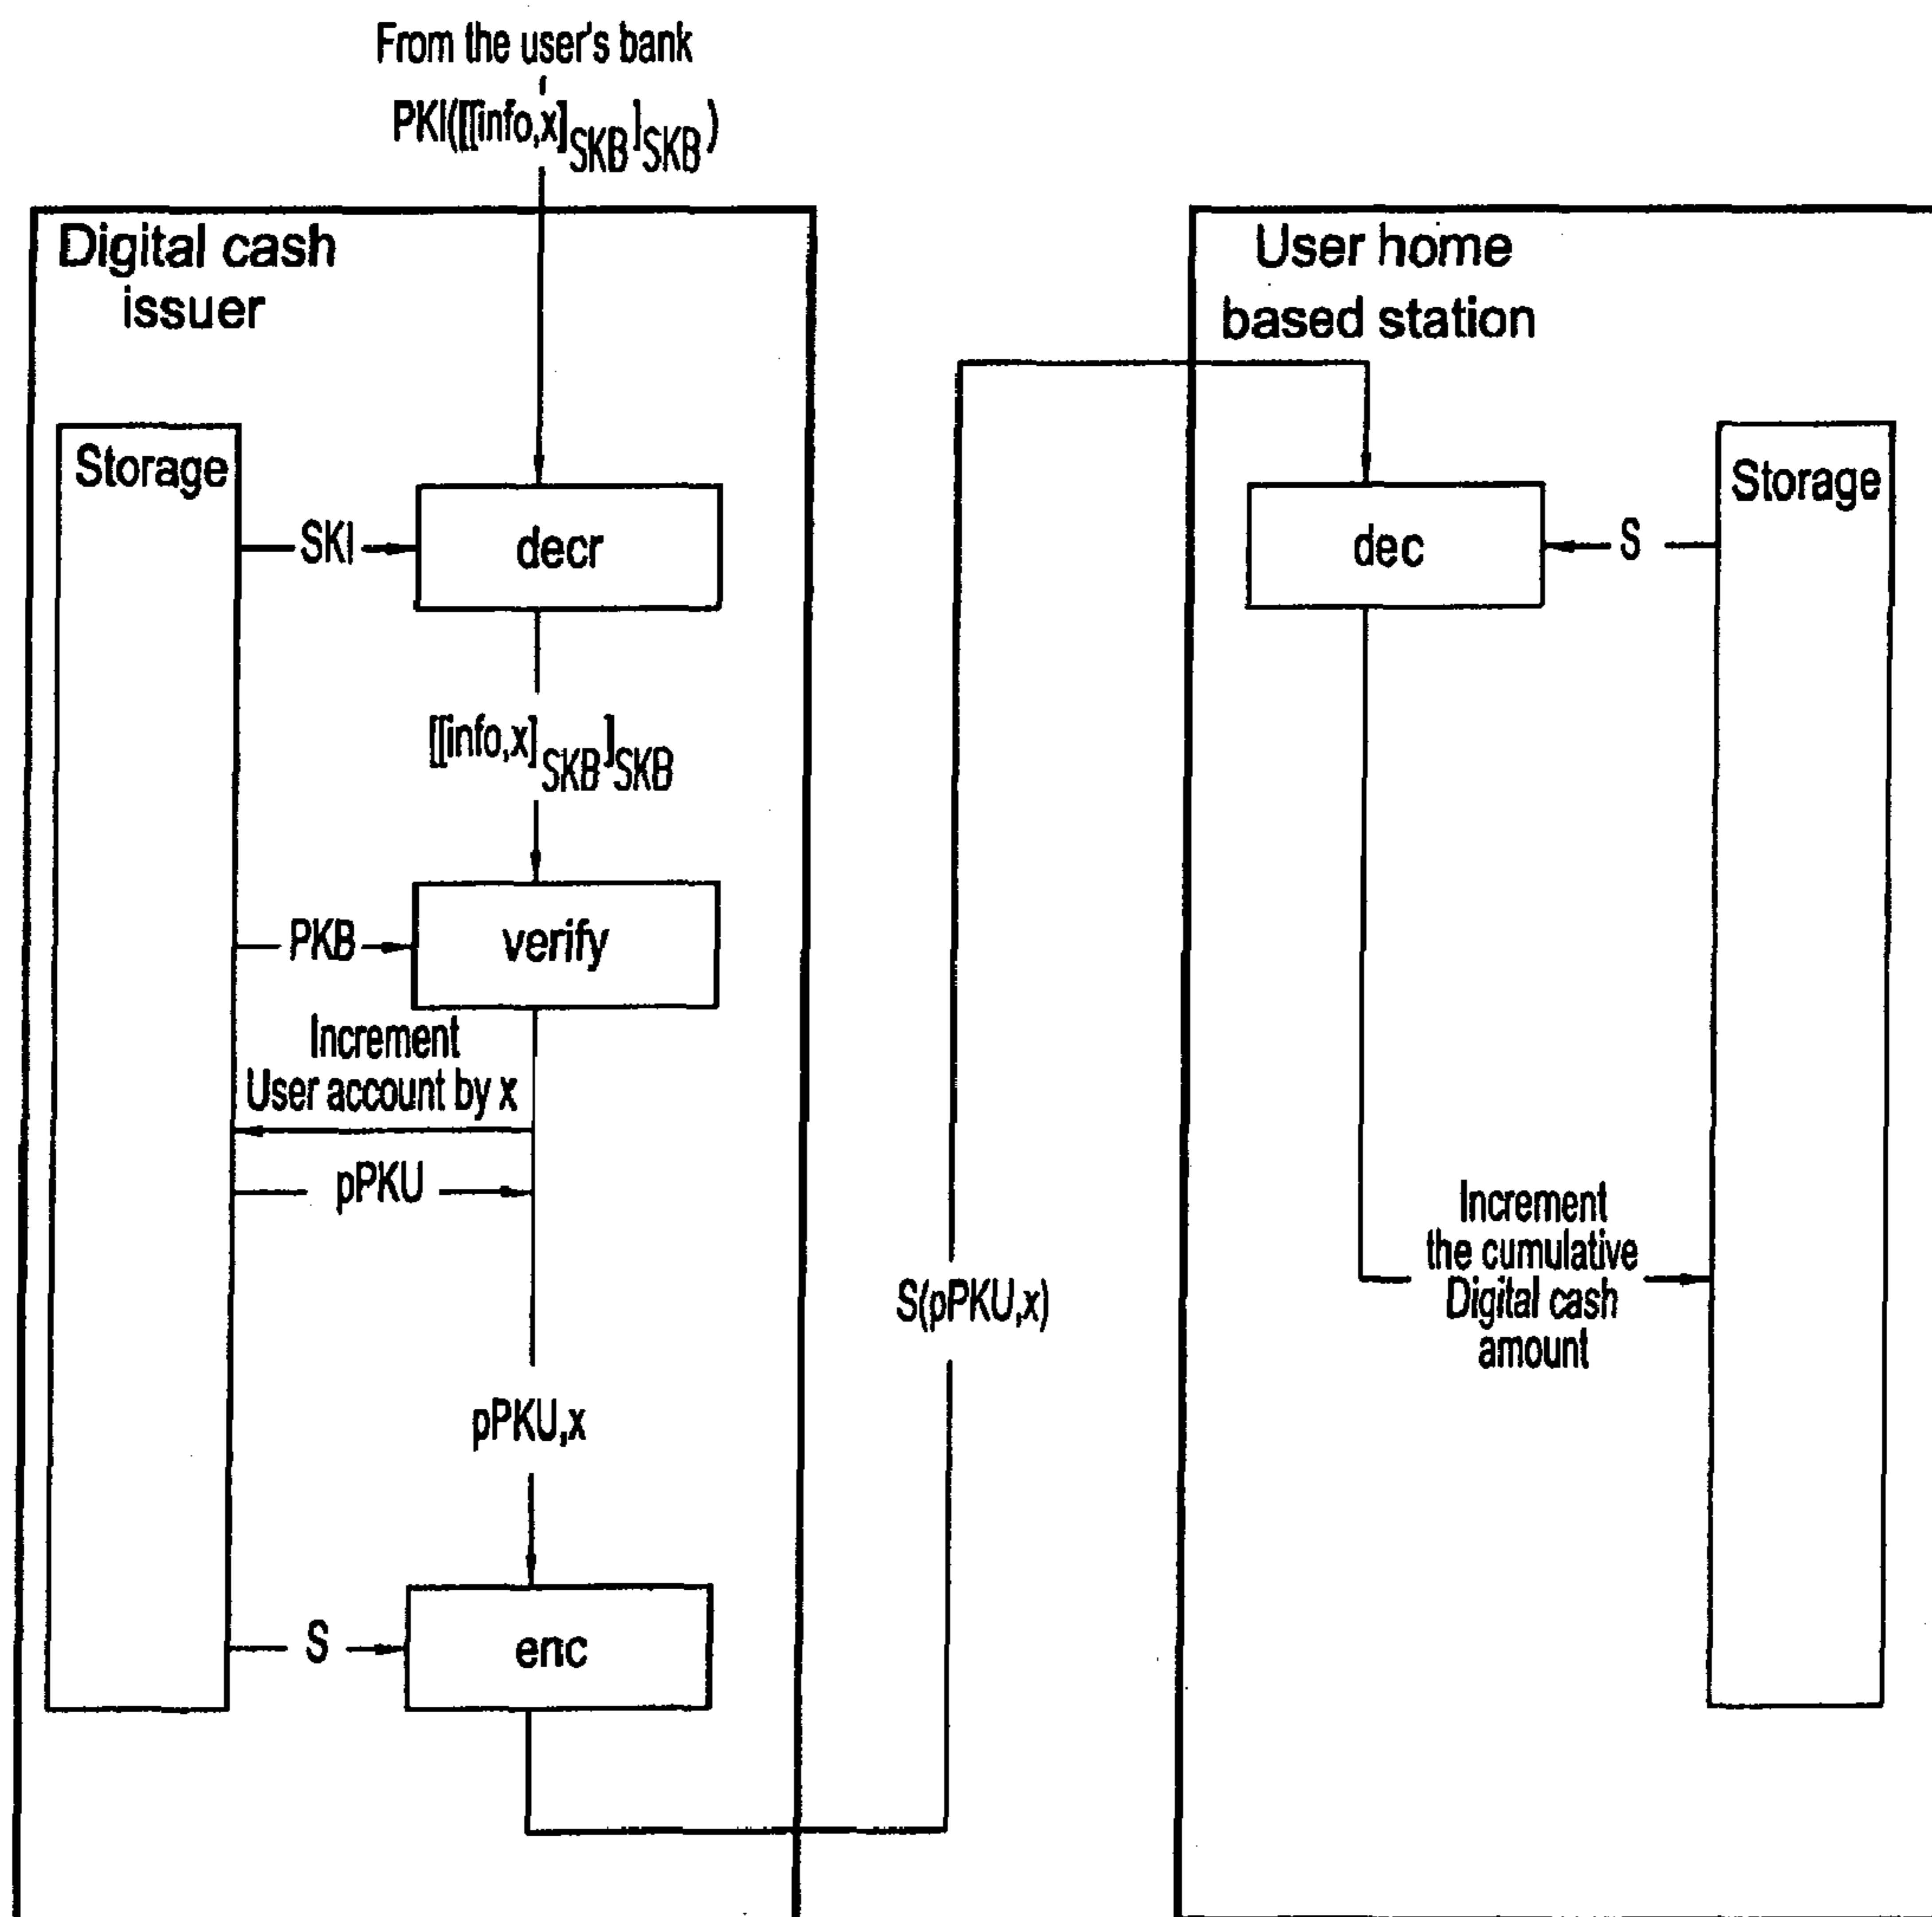 From the user's bank
PKI([[info,x]SKB]SKB)
Digital cash
issuer
Storage
SKI
decr
[[info,x]SKB]SKB
PKB
verify
Increment
User account by x
pPKU
pPKU,x
S
enc
S(pPKU,x)
User home
based station
dec
S
Storage
Increment
the cumulative
Digital cash
amount